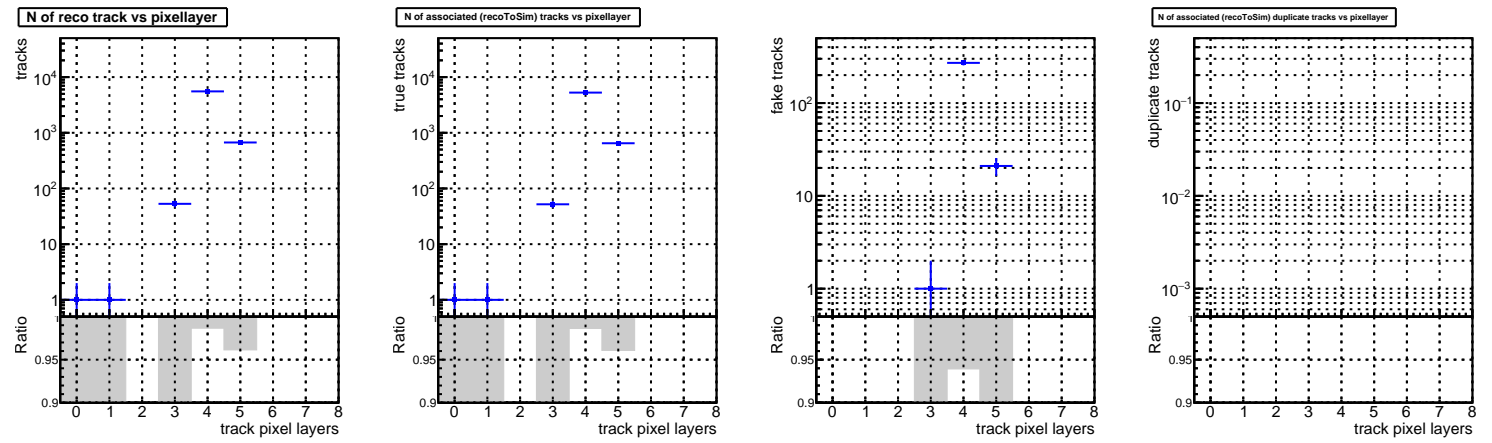 N of reco track vs pixellayer
tracks
10⁴
10³
10²
10
1
Ratio
1
0.95
0.9
0 1 2 3 4 5 6 7 8
track pixel layers
N of associated (recoToSim) tracks vs pixellayer
true tracks
10⁴
10³
10²
10
1
Ratio
1
0.95
0.9
0 1 2 3 4 5 6 7 8
track pixel layers
fake tracks
10²
10
1
Ratio
1
0.95
0.9
0 1 2 3 4 5 6 7 8
track pixel layers
N of associated (recoToSim) duplicate tracks vs pixellayer
duplicate tracks
10⁻¹
10⁻²
10⁻³
Ratio
1
0.95
0.9
0 1 2 3 4 5 6 7 8
track pixel layers